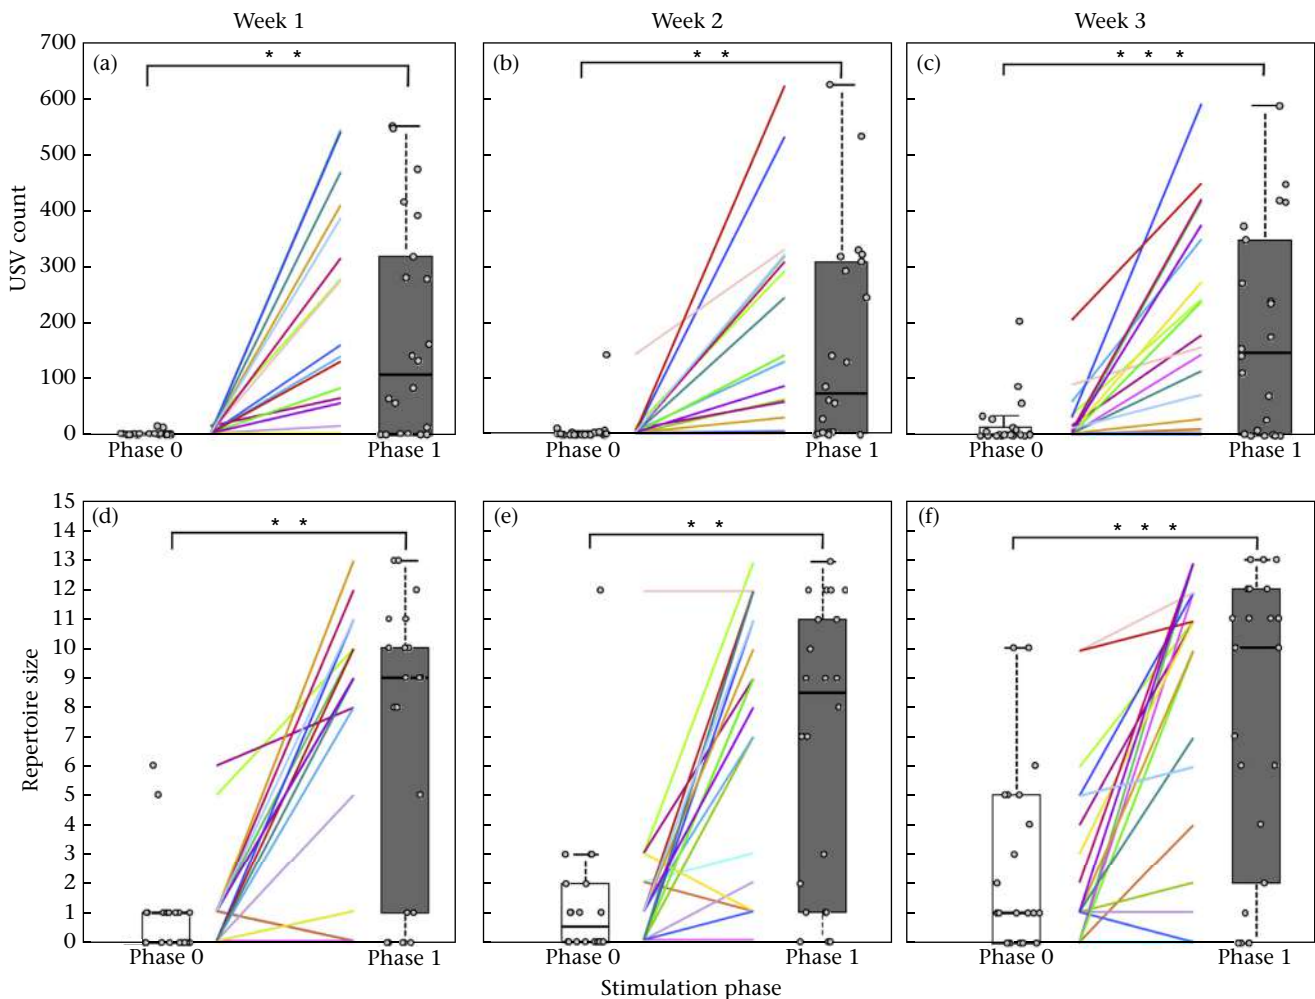 Week 1 Week 2 Week 3
700 (a) * * (b) * * (c) * * *
600
500
400
USV count
300
200
100
0
Phase 0 Phase 1 Phase 0 Phase 1 Phase 0 Phase 1
15 (d) * * (e) * * (f) * * *
14
13
12
11
10
9
8
Repertoire size
7
6
5
4
3
2
1
0
Phase 0 Phase 1 Phase 0 Phase 1 Phase 0 Phase 1
Stimulation phase